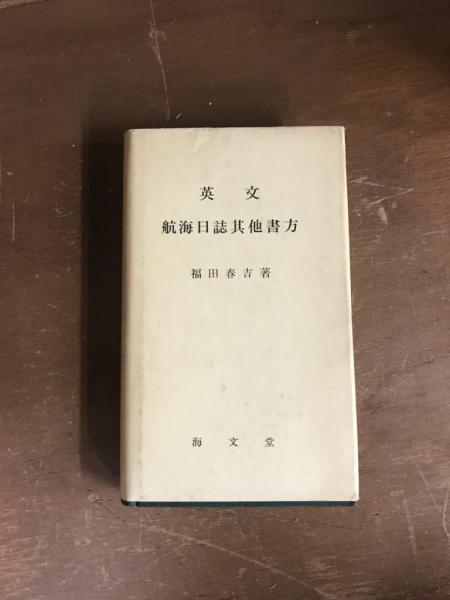 英文
航海日誌其他書方
福田春吉著
海文堂